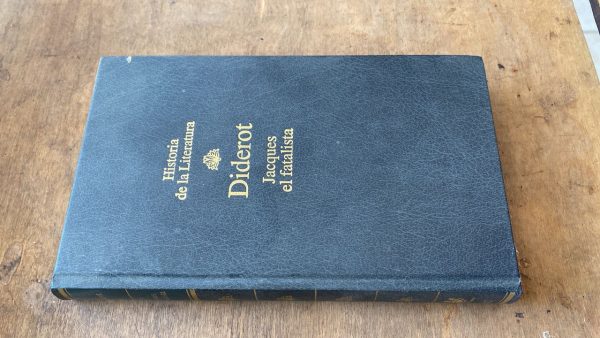 Historia
de la Literatura
Diderot
Jacques
el fatalista